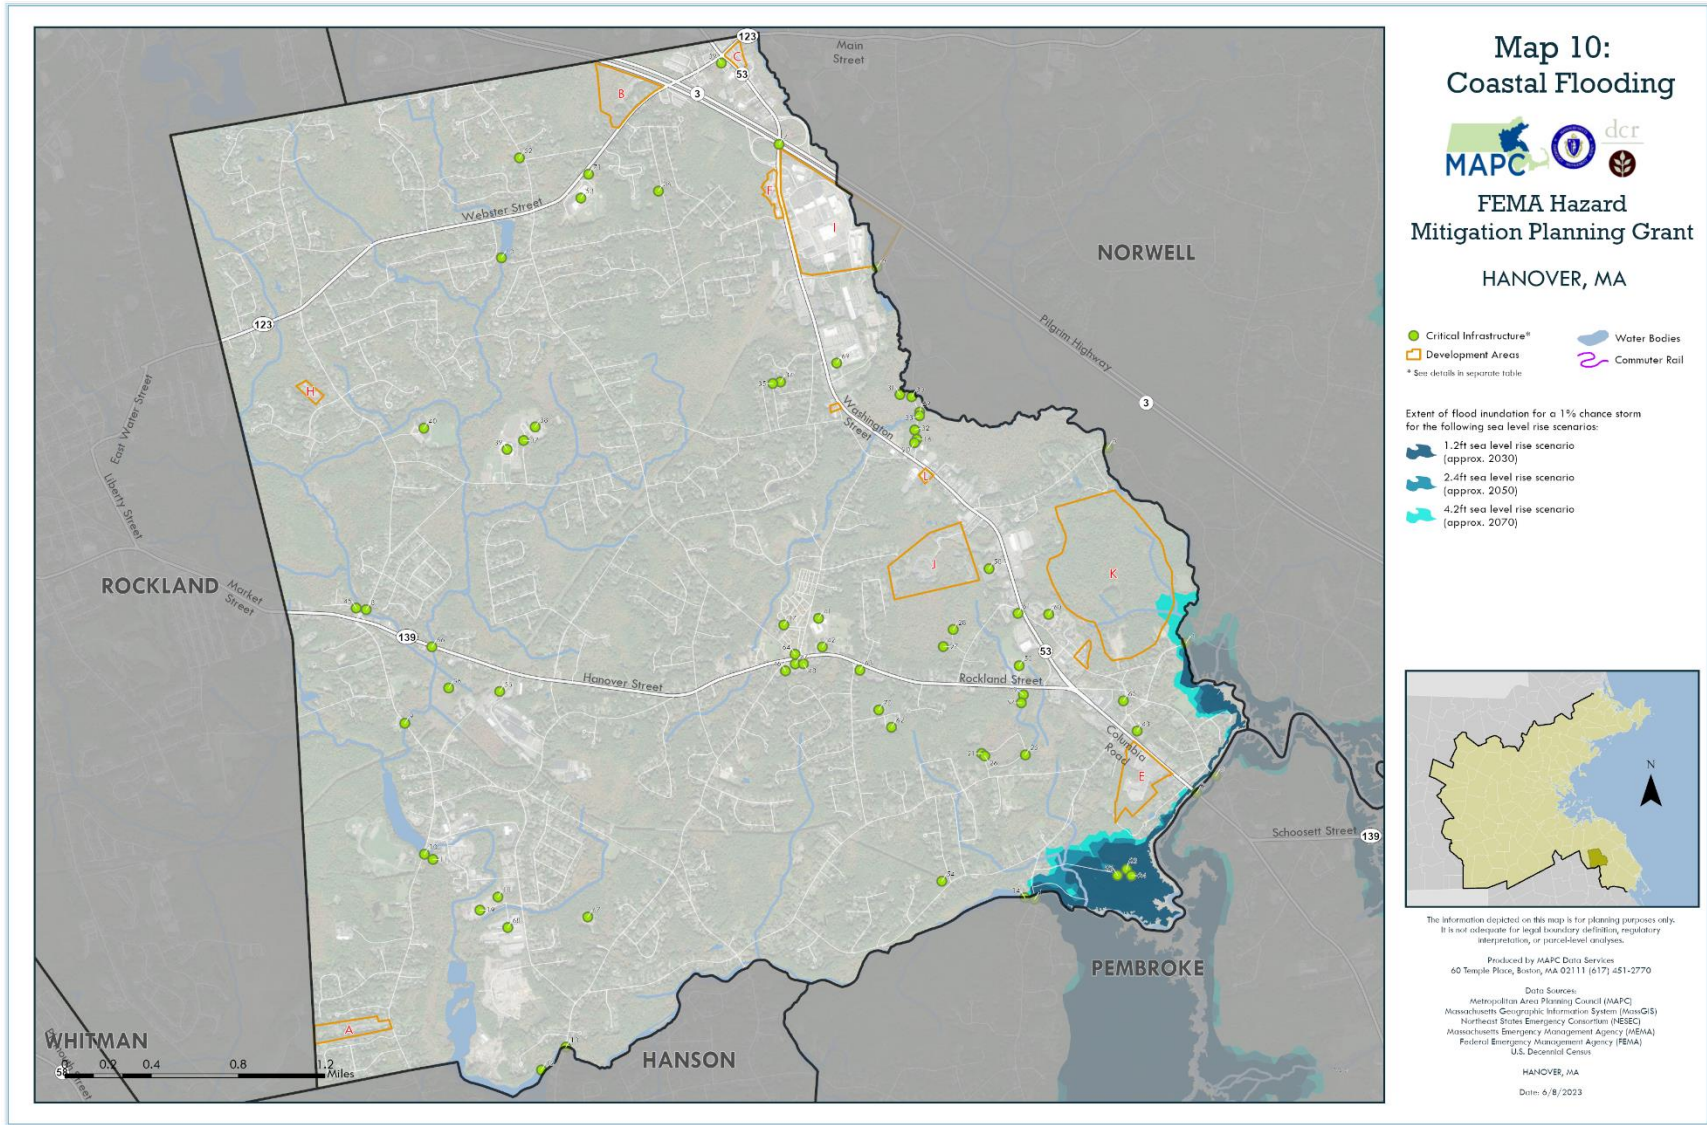 Map 10:
Coastal Flooding
MAPC
dcr
FEMA Hazard
Mitigation Planning Grant
HANOVER, MA
Critical Infrastructure*
Development Areas
* See details in separate table
Water Bodies
Commuter Rail
Extent of flood inundation for a 1% chance storm
for the following sea level rise scenarios:
1.2ft sea level rise scenario
(approx. 2030)
2.4ft sea level rise scenario
(approx. 2050)
4.2ft sea level rise scenario
(approx. 2070)
N
The information depicted on this map is for planning purposes only.
It is not adequate for legal boundary definition, regulatory
interpretation, or parcel-level analyses.
Produced by MAPC Data Services
60 Temple Place, Boston, MA 02111 (617) 451-2770
Data Sources:
Metropolitan Area Planning Council (MAPC)
Massachusetts Geographic Information System (MassGIS)
Northeast States Emergency Consortium (NESEC)
Massachusetts Emergency Management Agency (MEMA)
Federal Emergency Management Agency (FEMA)
U.S. Decennial Census
HANOVER, MA
Date: 6/8/2023
123
Main
Street
C
53
B
3
Webster Street
F
I
NORWELL
123
Pilgrim Highway
3
H
East Water Street
Liberty Street
Washington
Street
L
ROCKLAND
Market
Street
J
K
139
53
Hanover Street
Rockland Street
Columbia
Road
E
Schoosett Street
139
PEMBROKE
A
WHITMAN
HANSON
58
0 0.2 0.4 0.8 1.2
Miles